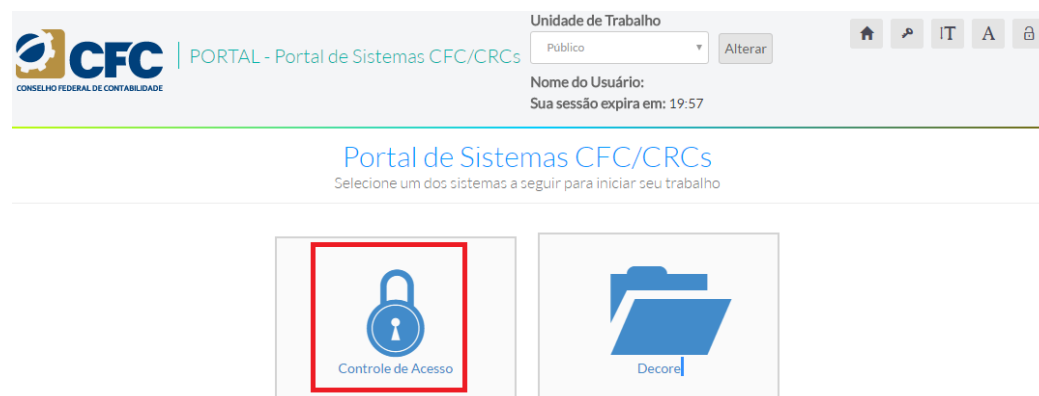 CFC
CONSELHO FEDERAL DE CONTABILIDADE
PORTAL - Portal de Sistemas CFC/CRCs
Unidade de Trabalho
Público
Alterar
Nome do Usuário:
Sua sessão expira em: 19:57
IT A
Portal de Sistemas CFC/CRCs
Selecione um dos sistemas a seguir para iniciar seu trabalho
Controle de Acesso
Decore